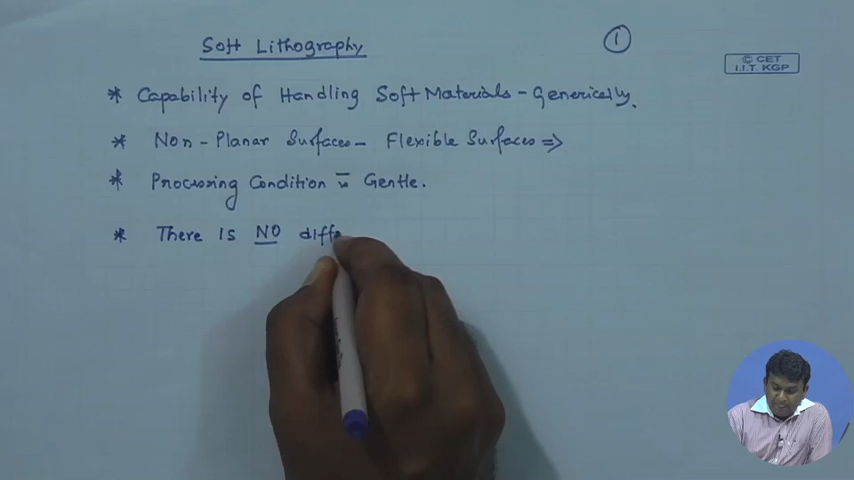 Soft Lithography
1
© CET
I.I.T. KGP
* Capability of Handling Soft Materials - Generically.
* Non-Planar Surfaces - Flexible Surfaces ⇒
* Processing Condition is Gentle.
* There is NO diffe